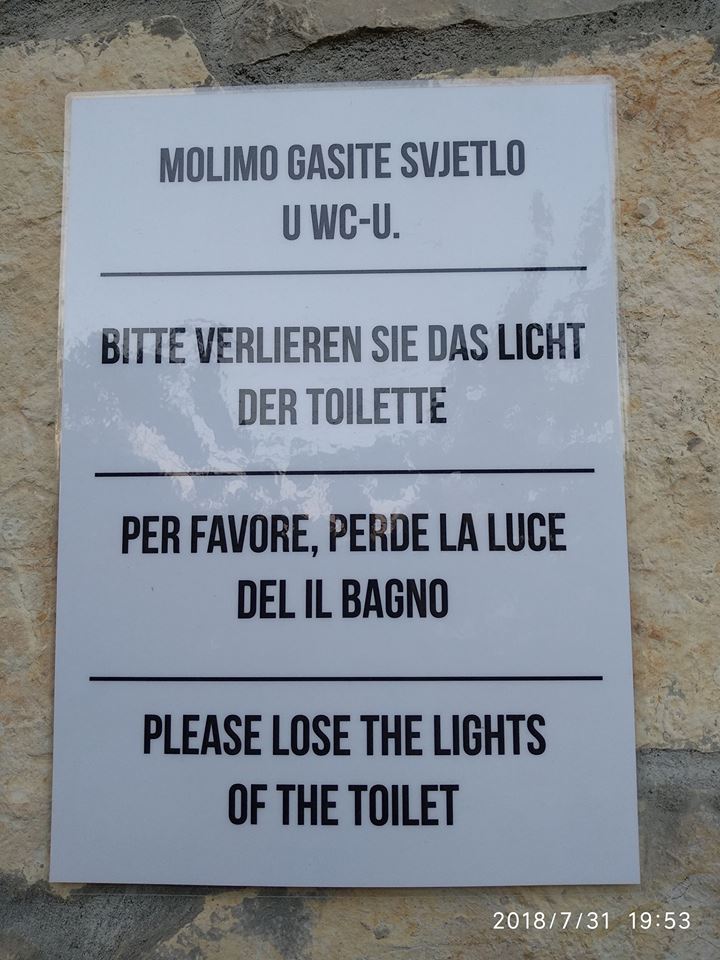 MOLIMO GASITE SVJETLO
U WC-U.
BITTE VERLIEREN SIE DAS LICHT
DER TOILETTE
PER FAVORE, PERDE LA LUCE
DEL IL BAGNO
PLEASE LOSE THE LIGHTS
OF THE TOILET
2018/7/31 19:53